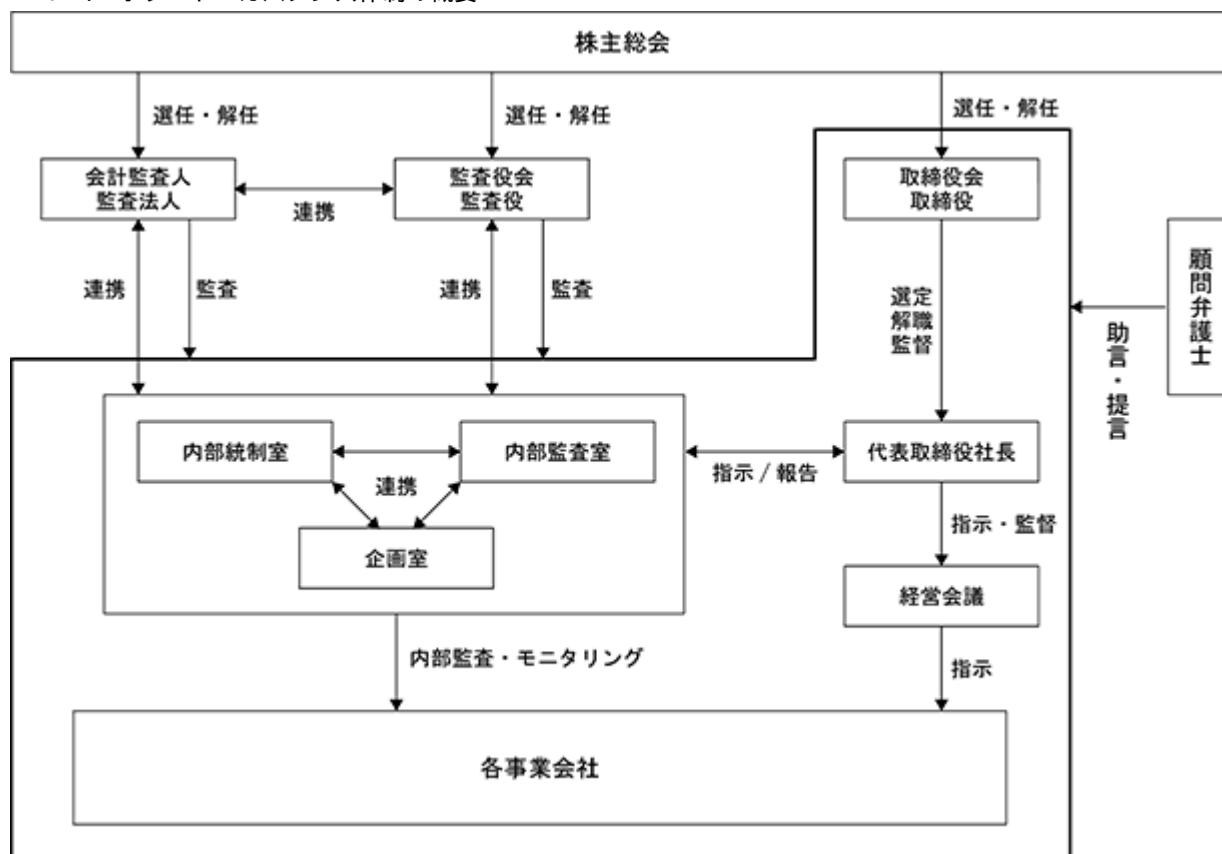 株主総会
選任・解任
選任・解任
選任・解任
会計監査人
監査法人
連携
監査役会
監査役
取締役会
取締役
連携
監査
連携
監査
選定
解職
監督
顧問弁護士
助言・提言
内部統制室
連携
内部監査室
企画室
指示 / 報告
代表取締役社長
指示・監督
経営会議
内部監査・モニタリング
指示
各事業会社